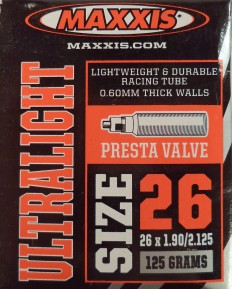 MAXXIS
MAXXIS.COM
ULTRALIGHT
LIGHTWEIGHT & DURABLE
RACING TUBE
0.60MM THICK WALLS
PRESTA VALVE
SIZE
26
26 x 1.90/2.125
125 GRAMS